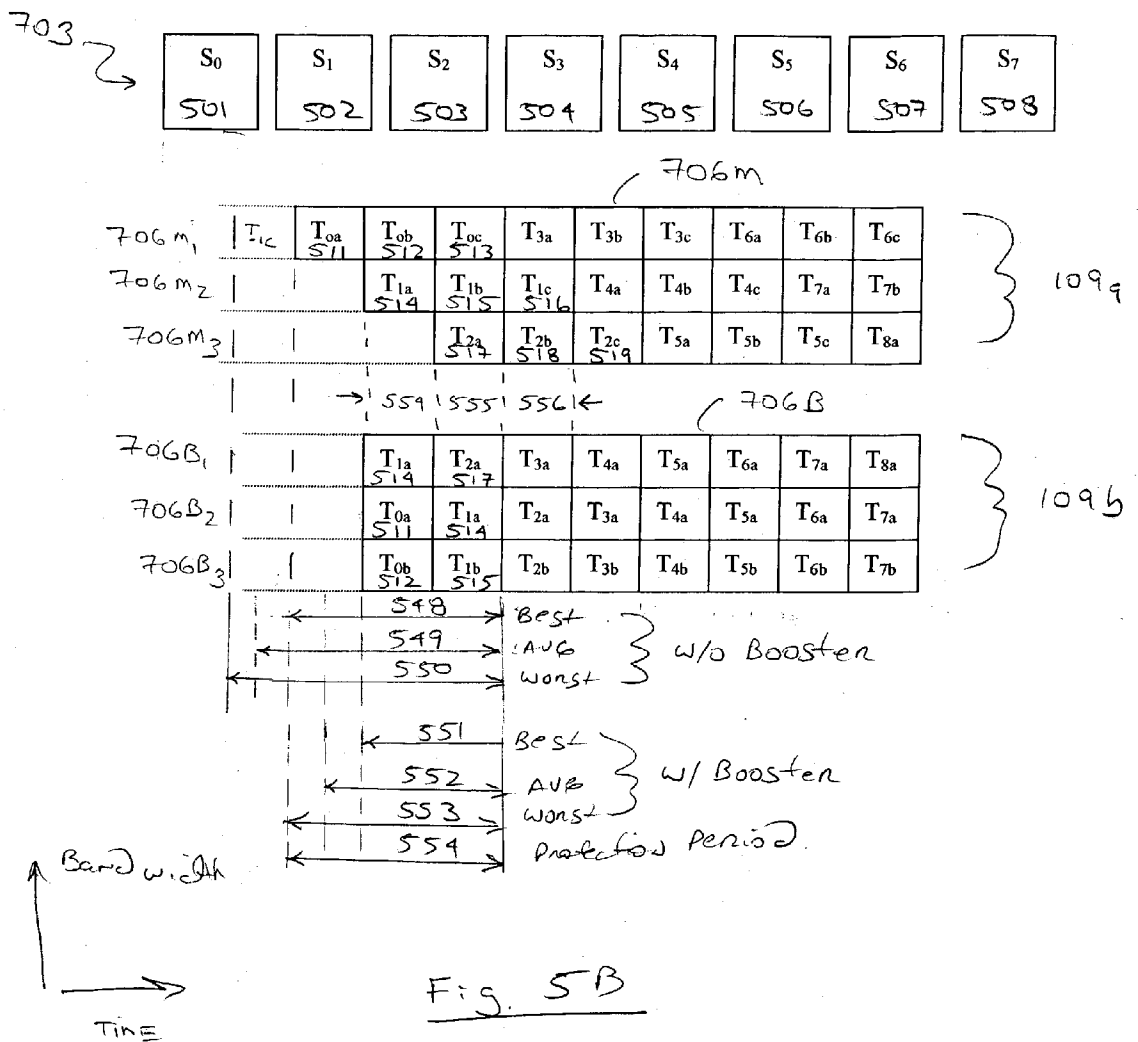 703
S₀ S₁ S₂ S₃ S₄ S₅ S₆ S₇
501 502 503 504 505 506 507 508
706m
706m₁ T₁c T₀a T₀b T₀c T₃a T₃b T₃c T₆a T₆b T₆c
511 512 513
706m₂ T₁a T₁b T₁c T₄a T₄b T₄c T₇a T₇b
514 515 516
109a
706m₃ T₂a T₂b T₂c T₅a T₅b T₅c T₈a
517 518 519
559 555 556
706B
706B₁ T₁a T₂a T₃a T₄a T₅a T₆a T₇a T₈a
514 517
706B₂ T₀a T₁a T₂a T₃a T₄a T₅a T₆a T₇a
511 514
109b
706B₃ T₀b T₁b T₂b T₃b T₄b T₅b T₆b T₇b
512 515
548 Best
549 AVG w/o Booster
550 worst
551 Best
552 AVG w/ Booster
553 worst
554 Protection Period.
Bandwidth
TIME
Fig. 5B